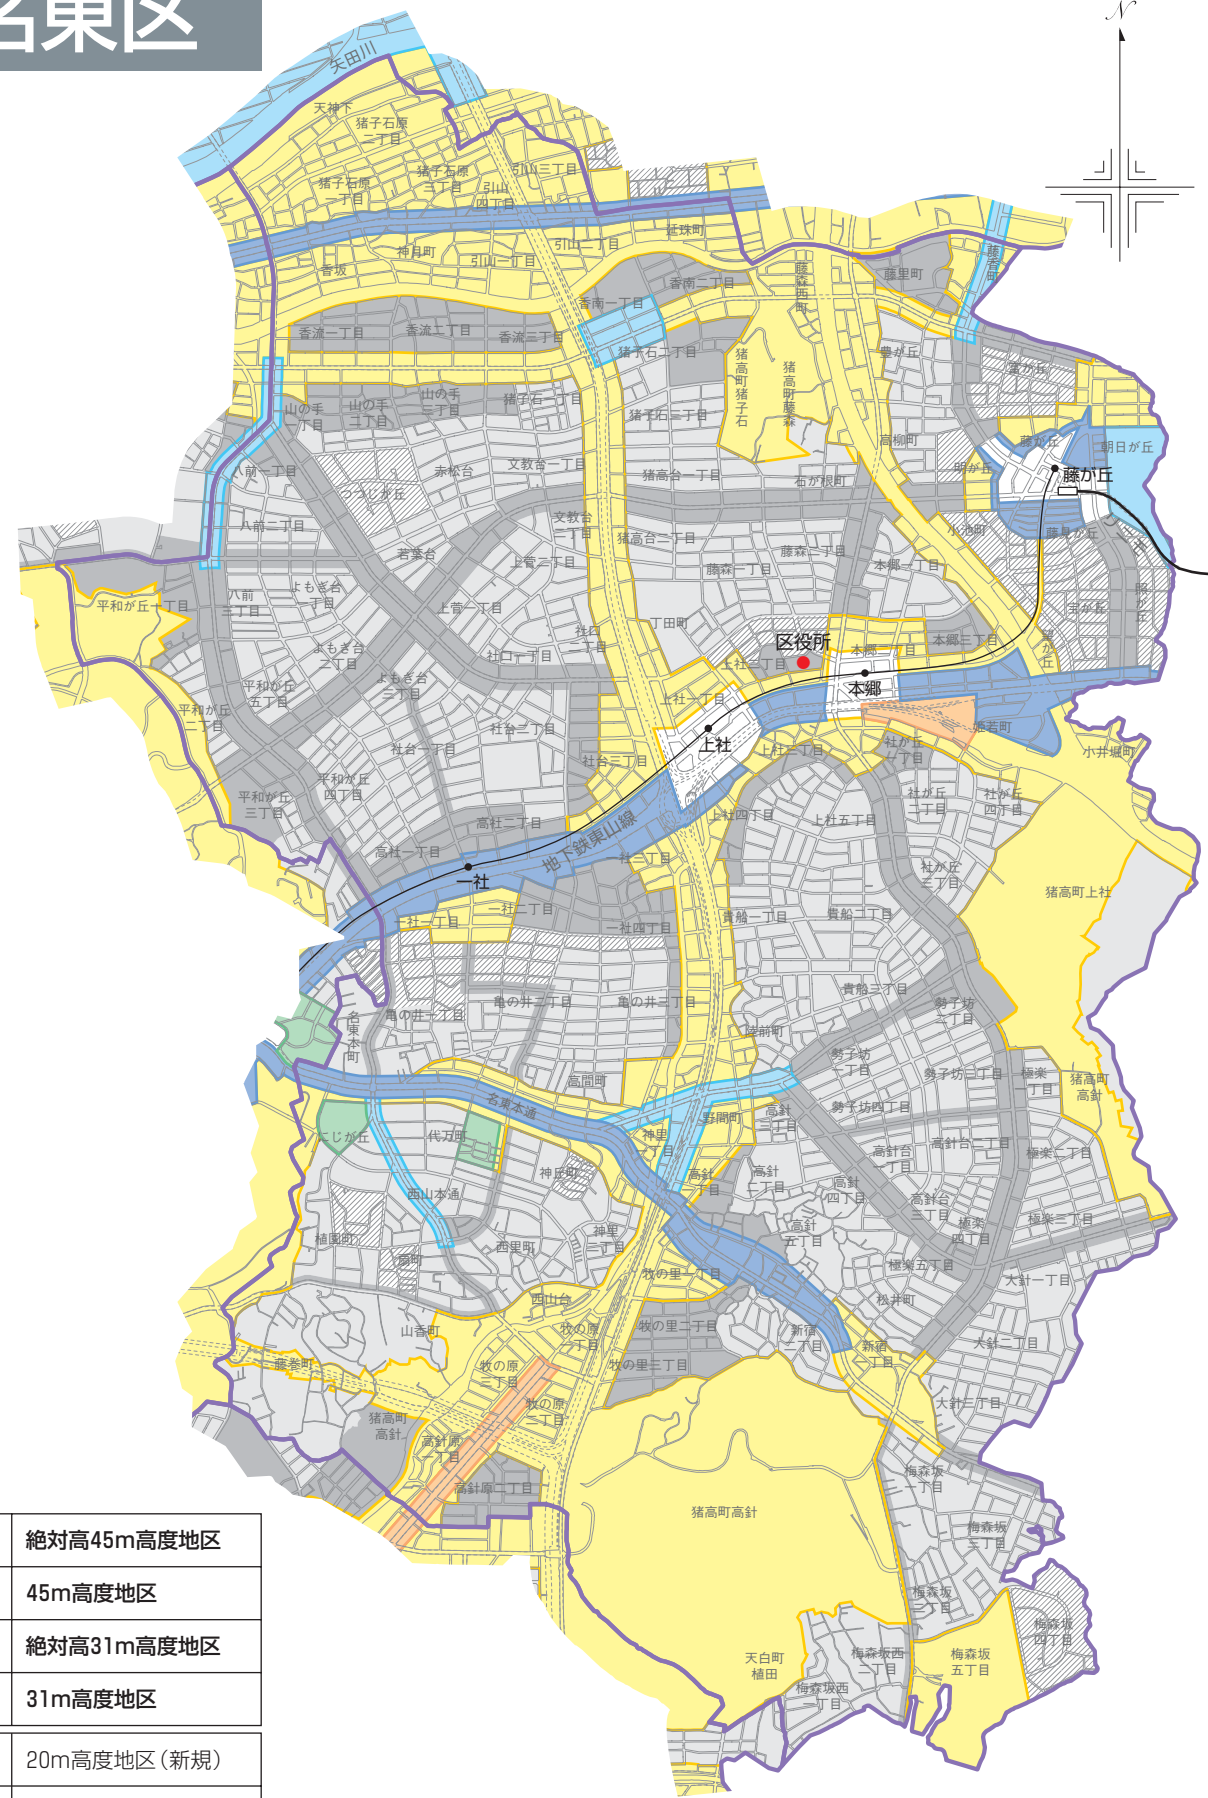 名東区
N
矢田川
天神下
猪子石原
二丁目
猪子石原
三丁目
引山三丁目
猪子石原
一丁目
引山
四丁目
延珠町
引山二丁目
神月町
引山一丁目
香坂
藤香町
藤里町
藤森西町
香南二丁目
香南一丁目
香流一丁目
香流二丁目
香流三丁目
猪子石二丁目
猪高町猪子石
猪高町藤森
豊が丘
富が丘
山の手
一丁目
山の手
二丁目
山の手
三丁目
猪子石一丁目
猪子石三丁目
高柳町
藤が丘
朝日が丘
明が丘
藤が丘
八前一丁目
つつじが丘
赤松台
文教台一丁目
猪高台一丁目
石が根町
八前二丁目
文教台
二丁目
猪高台二丁目
小池町
藤見が丘
若葉台
上菅二丁目
藤森二丁目
藤森一丁目
本郷一丁目
照が丘
宝が丘
望が丘
平和が丘一丁目
八前
三丁目
よもぎ台
一丁目
上菅一丁目
社口
二丁目
丁田町
よもぎ台
二丁目
社口一丁目
区役所
上社二丁目
本郷二丁目
本郷三丁目
本郷
よもぎ台
三丁目
平和が丘
五丁目
平和が丘
二丁目
上社一丁目
上社
姫若町
社台二丁目
社台一丁目
社台三丁目
上社三丁目
社が丘
一丁目
小井堀町
平和が丘
四丁目
平和が丘
三丁目
社が丘
二丁目
社が丘
四丁目
高社二丁目
地下鉄東山線
上社四丁目
上社五丁目
高社一丁目
一社
一社三丁目
社が丘
三丁目
猪高町上社
一社一丁目
一社二丁目
一社四丁目
貴船一丁目
貴船二丁目
貴船三丁目
勢子坊
二丁目
名東本町
亀の井一丁目
亀の井二丁目
亀の井三丁目
陸前町
勢子坊
一丁目
勢子坊三丁目
極楽
一丁目
猪高町
高針
高間町
名東本通
野間町
高針
三丁目
勢子坊四丁目
にじが丘
代万町
神里
一丁目
高針台
一丁目
高針台二丁目
極楽二丁目
神丘町
高針
一丁目
高針
二丁目
高針
四丁目
高針台
三丁目
西山本通
植園町
扇町
西里町
神里
二丁目
高針
五丁目
極楽
四丁目
極楽三丁目
極楽五丁目
大針一丁目
牧の里一丁目
西山台
松井町
山香町
牧の原
一丁目
牧の里二丁目
新宿
二丁目
新宿
一丁目
大針二丁目
藤巻町
牧の原
三丁目
牧の里三丁目
牧の原
二丁目
大針三丁目
猪高町
高針
高針原
一丁目
高針原二丁目
梅森坂
一丁目
猪高町高針
梅森坂
三丁目
梅森坂
四丁目
天白町
植田
梅森坂西
二丁目
梅森坂西
一丁目
梅森坂
五丁目
絶対高45m高度地区
45m高度地区
絶対高31m高度地区
31m高度地区
20m高度地区（新規）